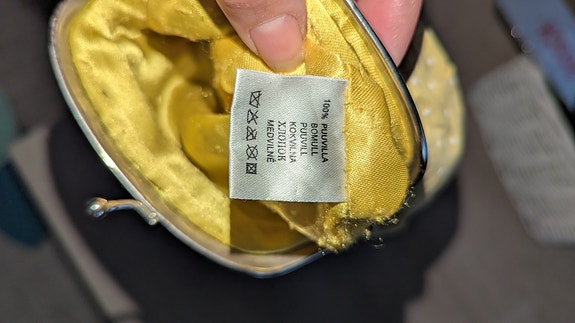 100% PUUVILLA
BOMULL
PUUVILL
KOKVILNA
ХЛОПОК
MEDVILNĖ